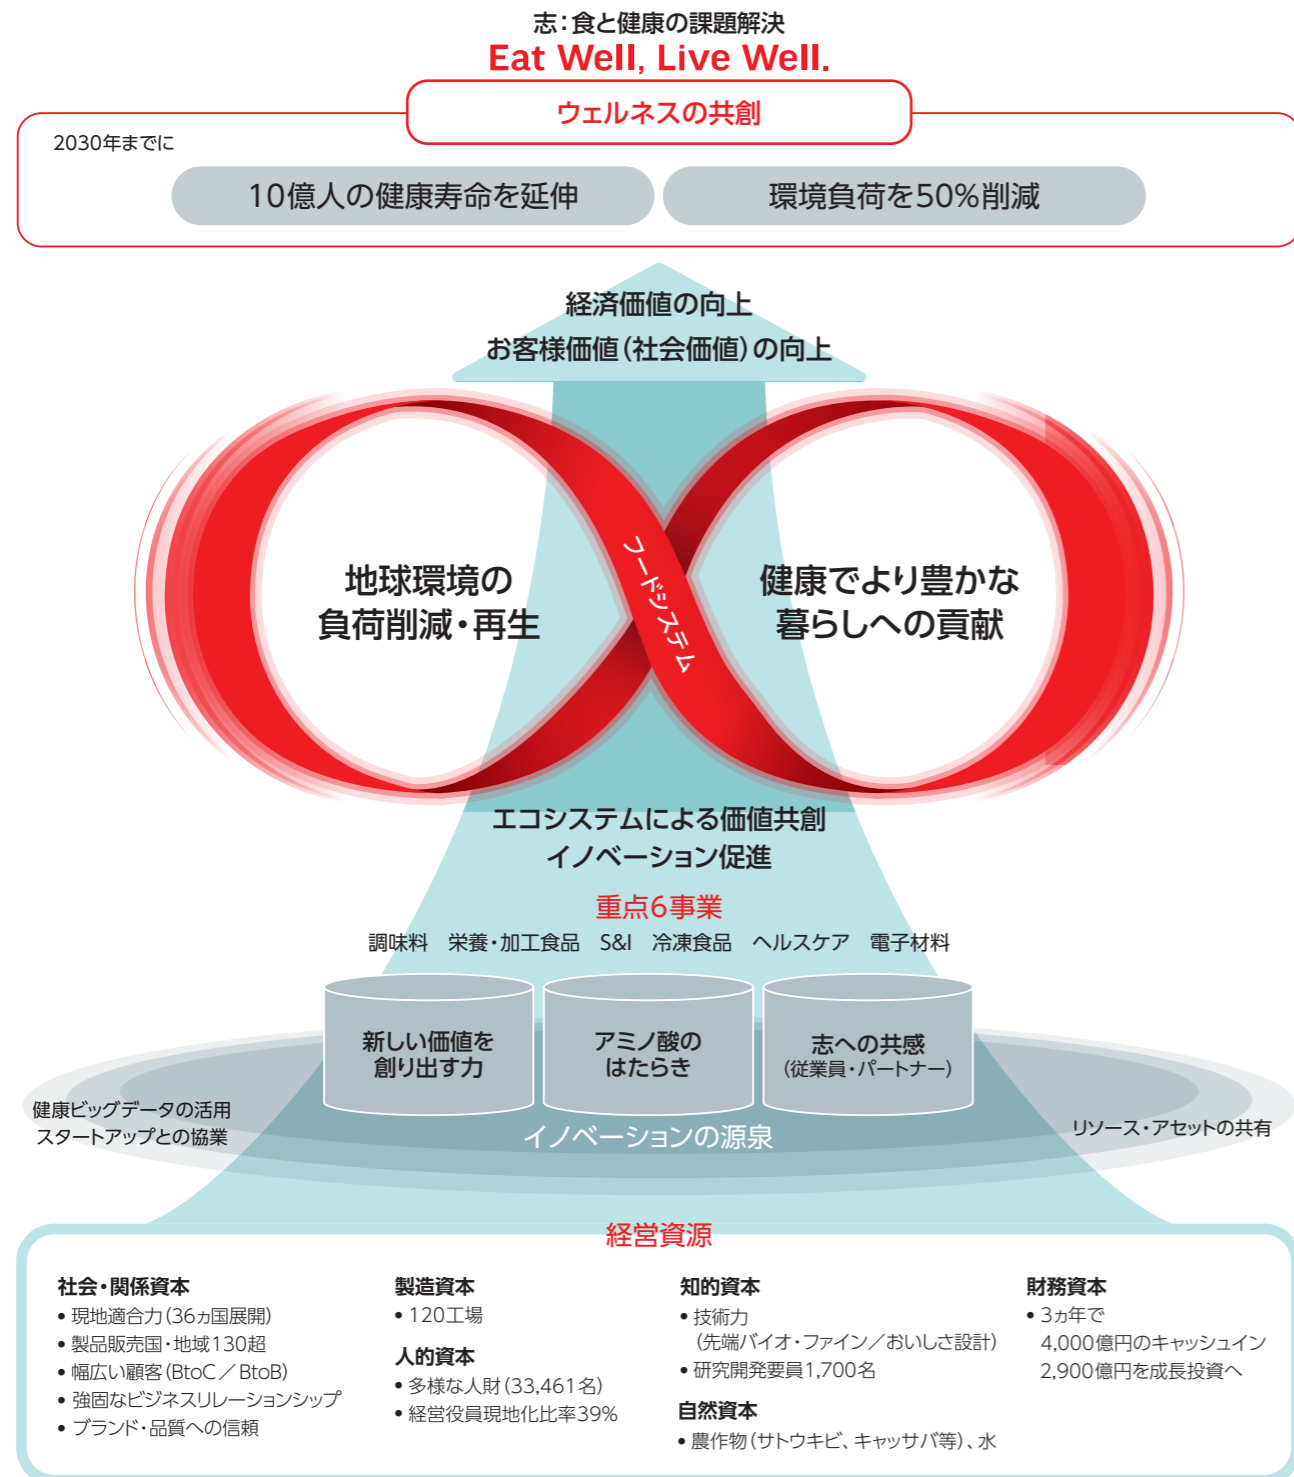 志：食と健康の課題解決
Eat Well, Live Well.
ウェルネスの共創
2030年までに
10億人の健康寿命を延伸
環境負荷を50%削減
経済価値の向上
お客様価値（社会価値）の向上
地球環境の
負荷削減・再生
フードシステム
健康でより豊かな
暮らしへの貢献
エコシステムによる価値共創
イノベーション促進
重点6事業
調味料 栄養・加工食品 S&I 冷凍食品 ヘルスケア 電子材料
新しい価値を
創り出す力
アミノ酸の
はたらき
志への共感
（従業員・パートナー）
健康ビッグデータの活用
スタートアップとの協業
イノベーションの源泉
リソース・アセットの共有
経営資源
社会・関係資本
• 現地適合力（36ヵ国展開）
• 製品販売国・地域130超
• 幅広い顧客（BtoC／BtoB）
• 強固なビジネスリレーションシップ
• ブランド・品質への信頼
製造資本
• 120工場
人的資本
• 多様な人財（33,461名）
• 経営役員現地化比率39%
知的資本
• 技術力
（先端バイオ・ファイン／おいしさ設計）
• 研究開発要員1,700名
自然資本
• 農作物（サトウキビ、キャッサバ等）、水
財務資本
• 3ヵ年で
4,000億円のキャッシュイン
2,900億円を成長投資へ